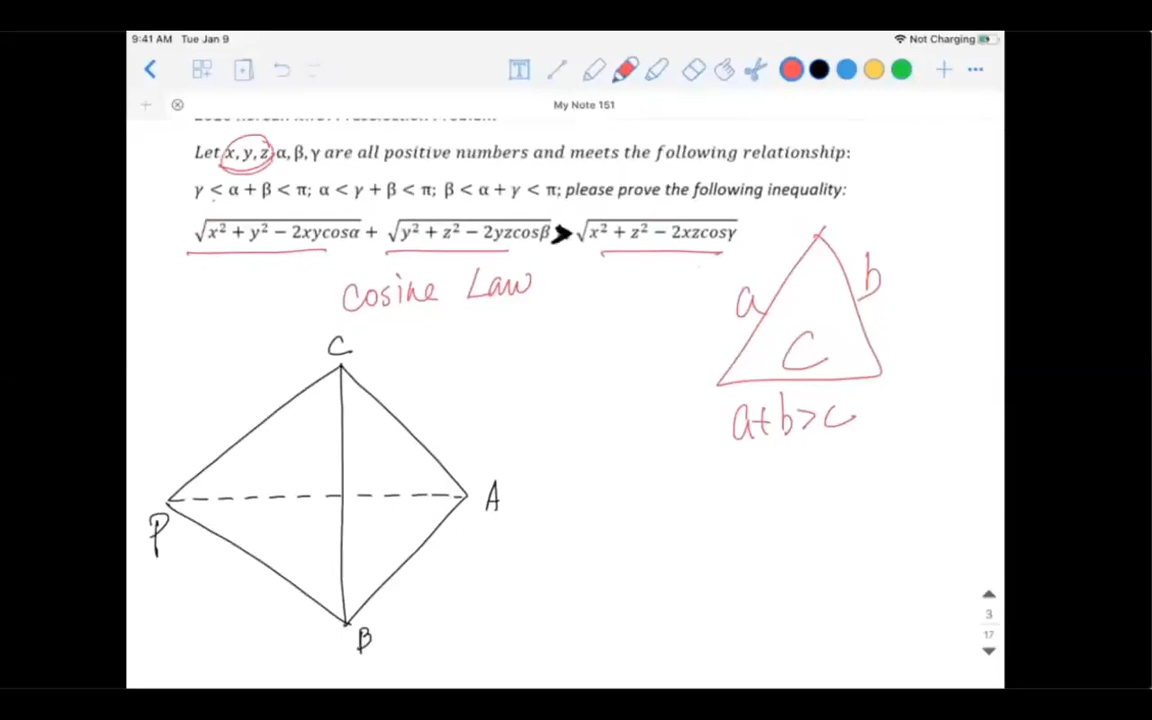 9:41 AM Tue Jan 9
Not Charging
My Note 151
Let x, y, z, α, β, γ are all positive numbers and meets the following relationship:
γ < α + β < π; α < γ + β < π; β < α + γ < π; please prove the following inequality:
√x² + y² − 2xycosα + √y² + z² − 2yzcosβ > √x² + z² − 2xzcosγ
cosine Law
a
b
C
a+b>c
C
P
A
B
3
17